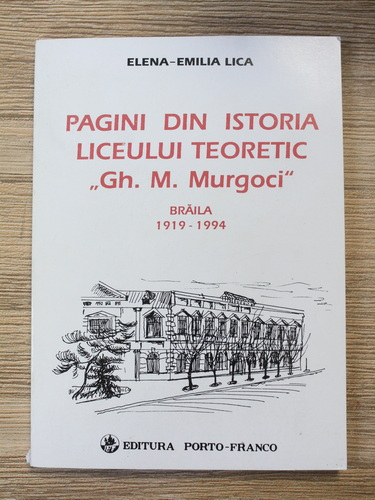 ELENA-EMILIA LICA
PAGINI DIN ISTORIA
LICEULUI TEORETIC
„Gh. M. Murgoci“
BRĂILA
1919 - 1994
EDITURA PORTO-FRANCO